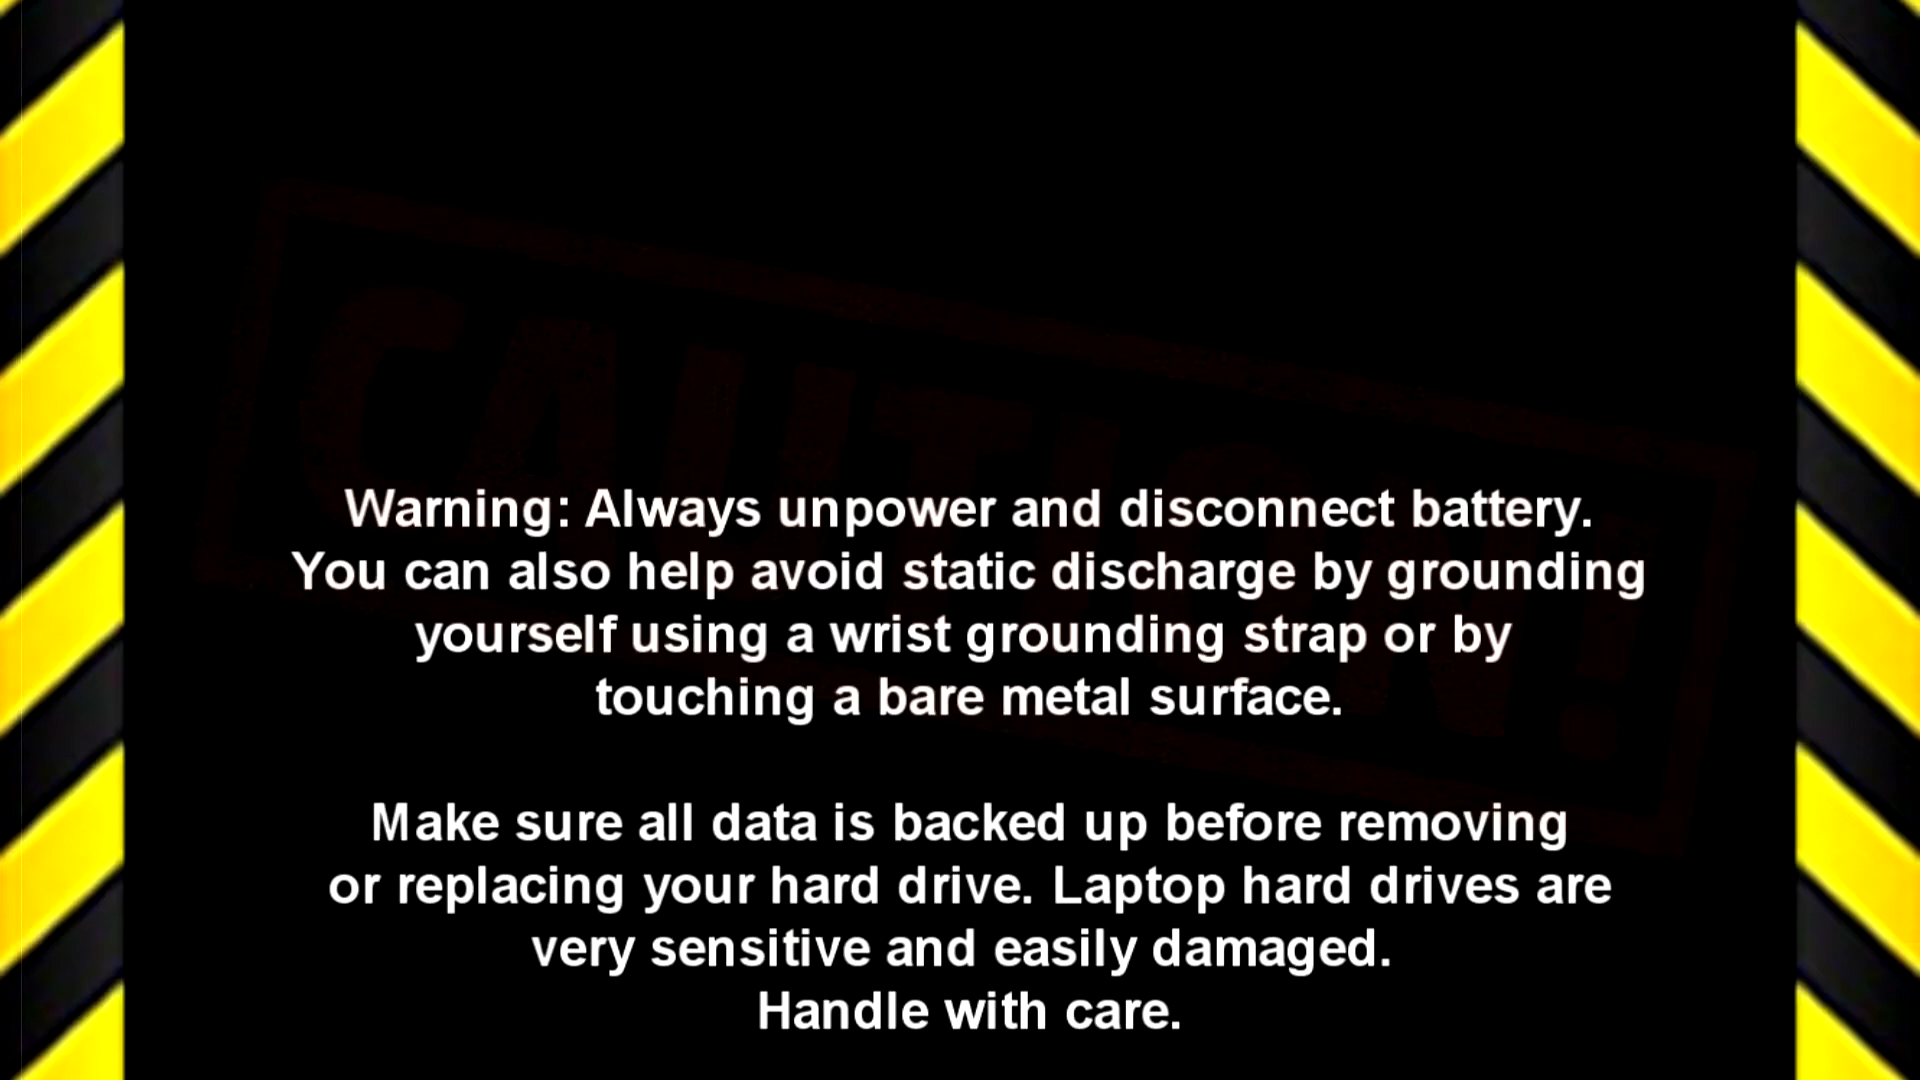 CAUTION!
Warning: Always unpower and disconnect battery.
You can also help avoid static discharge by grounding
yourself using a wrist grounding strap or by
touching a bare metal surface.
Make sure all data is backed up before removing
or replacing your hard drive. Laptop hard drives are
very sensitive and easily damaged.
Handle with care.